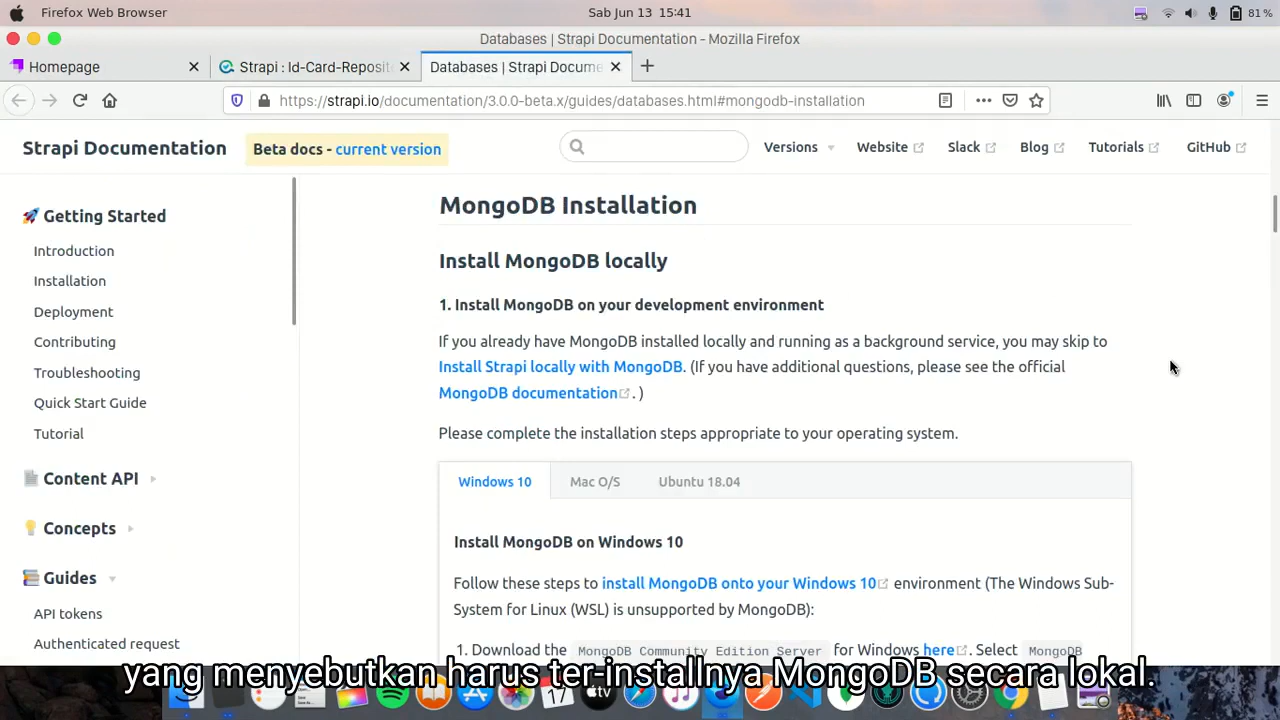 Firefox Web Browser
Sab Jun 13 15:41
81%
Databases | Strapi Documentation - Mozilla Firefox
Homepage
Strapi : Id-Card-Reposit
Databases | Strapi Docume
https://strapi.io/documentation/3.0.0-beta.x/guides/databases.html#mongodb-installation
Strapi Documentation
Beta docs - current version
Versions
Website
Slack
Blog
Tutorials
GitHub
🚀 Getting Started
Introduction
Installation
Deployment
Contributing
Troubleshooting
Quick Start Guide
Tutorial
Content API
💡 Concepts
📚 Guides
API tokens
Authenticated request
MongoDB Installation
Install MongoDB locally
1. Install MongoDB on your development environment
If you already have MongoDB installed locally and running as a background service, you may skip to
Install Strapi locally with MongoDB. (If you have additional questions, please see the official
MongoDB documentation . )
Please complete the installation steps appropriate to your operating system.
Windows 10
Mac O/S
Ubuntu 18.04
Install MongoDB on Windows 10
Follow these steps to install MongoDB onto your Windows 10 environment (The Windows Sub-
System for Linux (WSL) is unsupported by MongoDB):
1. Download the MongoDB Community Edition Server for Windows here . Select MongoDB
yang menyebutkan harus ter-installnya MongoDB secara lokal.
17